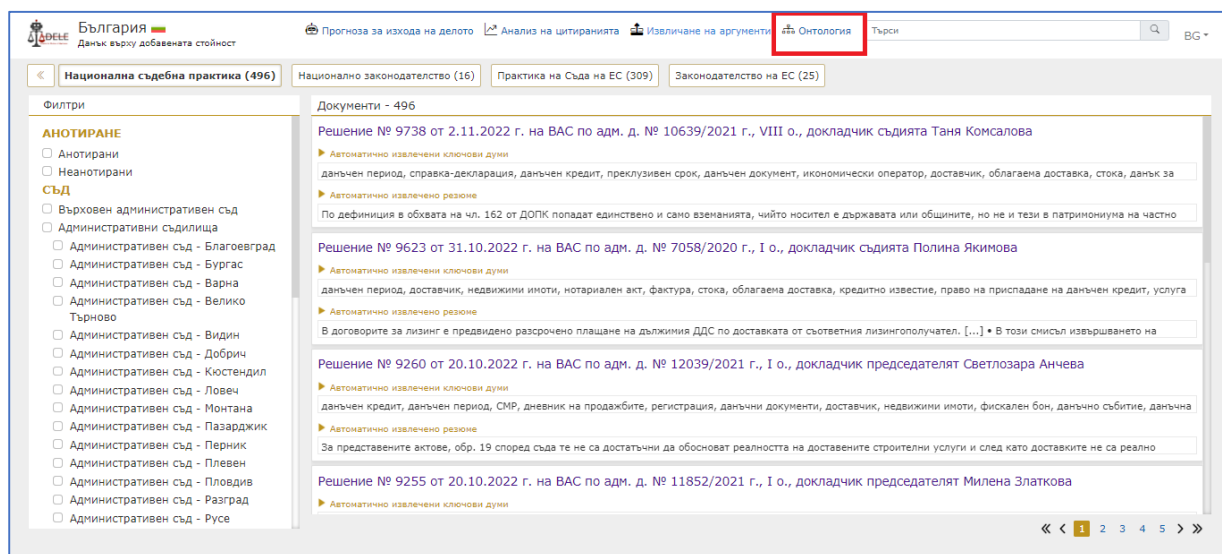 ADELE
България
Данък върху добавената стойност
Прогноза за изхода на делото Анализ на цитиранията Извличане на аргументи Онтология Търси BG
Национална съдебна практика (496) Национално законодателство (16) Практика на Съда на ЕС (309) Законодателство на ЕС (25)
Филтри
АНОТИРАНЕ
Анотирани
Неанотирани
СЪД
Върховен административен съд
Административни съдилища
Административен съд - Благоевград
Административен съд - Бургас
Административен съд - Варна
Административен съд - Велико
Търново
Административен съд - Видин
Административен съд - Добрич
Административен съд - Кюстендил
Административен съд - Ловеч
Административен съд - Монтана
Административен съд - Пазарджик
Административен съд - Перник
Административен съд - Плевен
Административен съд - Пловдив
Административен съд - Разград
Административен съд - Русе
Документи - 496
Решение № 9738 от 2.11.2022 г. на ВАС по адм. д. № 10639/2021 г., VIII о., докладчик съдията Таня Комсалова
Автоматично извлечени ключови думи
данъчен период, справка-декларация, данъчен кредит, преклузивен срок, данъчен документ, икономически оператор, доставчик, облагаема доставка, стока, данък за
Автоматично извлечено резюме
По дефиниция в обхвата на чл. 162 от ДОПК попадат единствено и само вземанията, чийто носител е държавата или общините, но не и тези в патримониума на частно
Решение № 9623 от 31.10.2022 г. на ВАС по адм. д. № 7058/2020 г., I о., докладчик съдията Полина Якимова
Автоматично извлечени ключови думи
данъчен период, доставчик, недвижими имоти, нотариален акт, фактура, стока, облагаема доставка, кредитно известие, право на приспадане на данъчен кредит, услуга
Автоматично извлечено резюме
В договорите за лизинг е предвидено разсрочено плащане на дължимия ДДС по доставката от съответния лизингополучател. [...] • В този смисъл извършването на
Решение № 9260 от 20.10.2022 г. на ВАС по адм. д. № 12039/2021 г., I о., докладчик председателят Светлозара Анчева
Автоматично извлечени ключови думи
данъчен кредит, данъчен период, СМР, дневник на продажбите, регистрация, данъчни документи, доставчик, недвижими имоти, фискален бон, данъчно събитие, данъчна
Автоматично извлечено резюме
За представените актове, обр. 19 според съда те не са достатъчни да обосноват реалността на доставените строителни услуги и след като доставките не са реално
Решение № 9255 от 20.10.2022 г. на ВАС по адм. д. № 11852/2021 г., I о., докладчик председателят Милена Златкова
Автоматично извлечени ключови думи
1 2 3 4 5